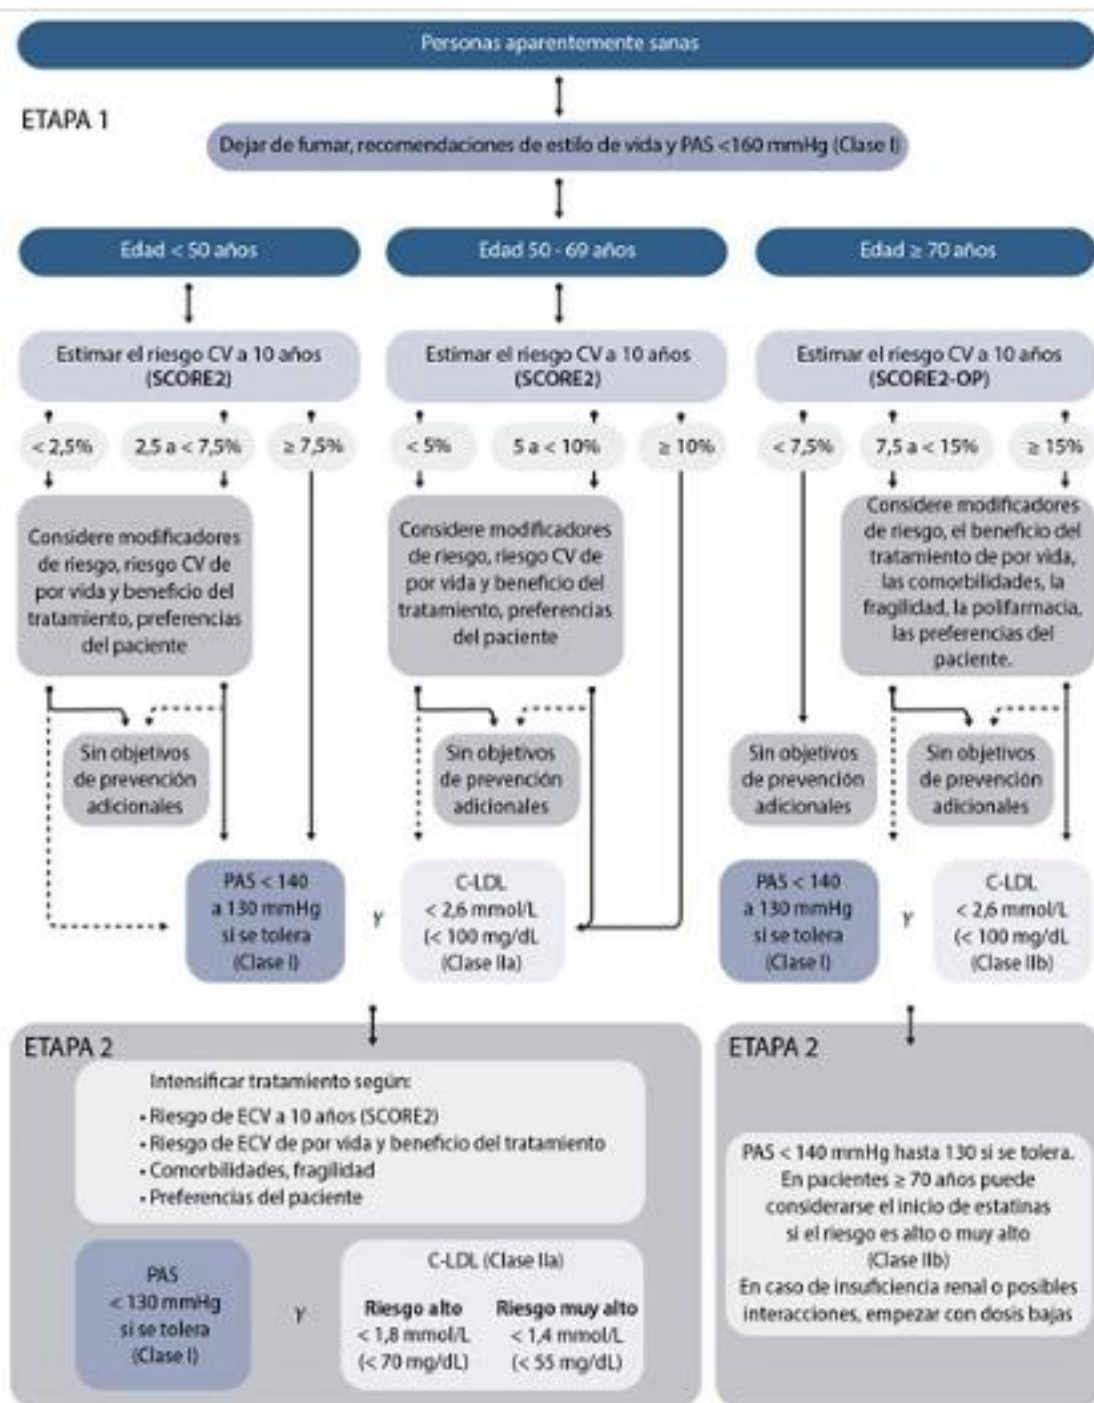 Personas aparentemente sanas
ETAPA 1
Dejar de fumar, recomendaciones de estilo de vida y PAS <160 mmHg (Clase I)
Edad < 50 años
Edad 50 - 69 años
Edad ≥ 70 años
Estimar el riesgo CV a 10 años
(SCORE2)
Estimar el riesgo CV a 10 años
(SCORE2)
Estimar el riesgo CV a 10 años
(SCORE2-OP)
< 2,5%
2,5 a < 7,5%
≥ 7,5%
< 5%
5 a < 10%
≥ 10%
< 7,5%
7,5 a < 15%
≥ 15%
Considere modificadores
de riesgo, riesgo CV de
por vida y beneficio del
tratamiento, preferencias
del paciente
Considere modificadores
de riesgo, riesgo CV de
por vida y beneficio del
tratamiento, preferencias
del paciente
Considere modificadores
de riesgo, el beneficio del
tratamiento de por vida,
las comorbilidades, la
fragilidad, la polifarmacia,
las preferencias del
paciente.
Sin objetivos
de prevención
adicionales
Sin objetivos
de prevención
adicionales
Sin objetivos
de prevención
adicionales
Sin objetivos
de prevención
adicionales
PAS < 140
a 130 mmHg
si se tolera
(Clase I)
y
C-LDL
< 2,6 mmol/L
(< 100 mg/dL
(Clase IIa)
PAS < 140
a 130 mmHg
si se tolera
(Clase I)
y
C-LDL
< 2,6 mmol/L
(< 100 mg/dL
(Clase IIb)
ETAPA 2
Intensificar tratamiento según:
• Riesgo de ECV a 10 años (SCORE2)
• Riesgo de ECV de por vida y beneficio del tratamiento
• Comorbilidades, fragilidad
• Preferencias del paciente
PAS
< 130 mmHg
si se tolera
(Clase I)
y
C-LDL (Clase IIa)
Riesgo alto
< 1,8 mmol/L
(< 70 mg/dL)
Riesgo muy alto
< 1,4 mmol/L
(< 55 mg/dL)
ETAPA 2
PAS < 140 mmHg hasta 130 si se tolera.
En pacientes ≥ 70 años puede
considerarse el inicio de estatinas
si el riesgo es alto o muy alto
(Clase IIb)
En caso de insuficiencia renal o posibles
interacciones, empezar con dosis bajas